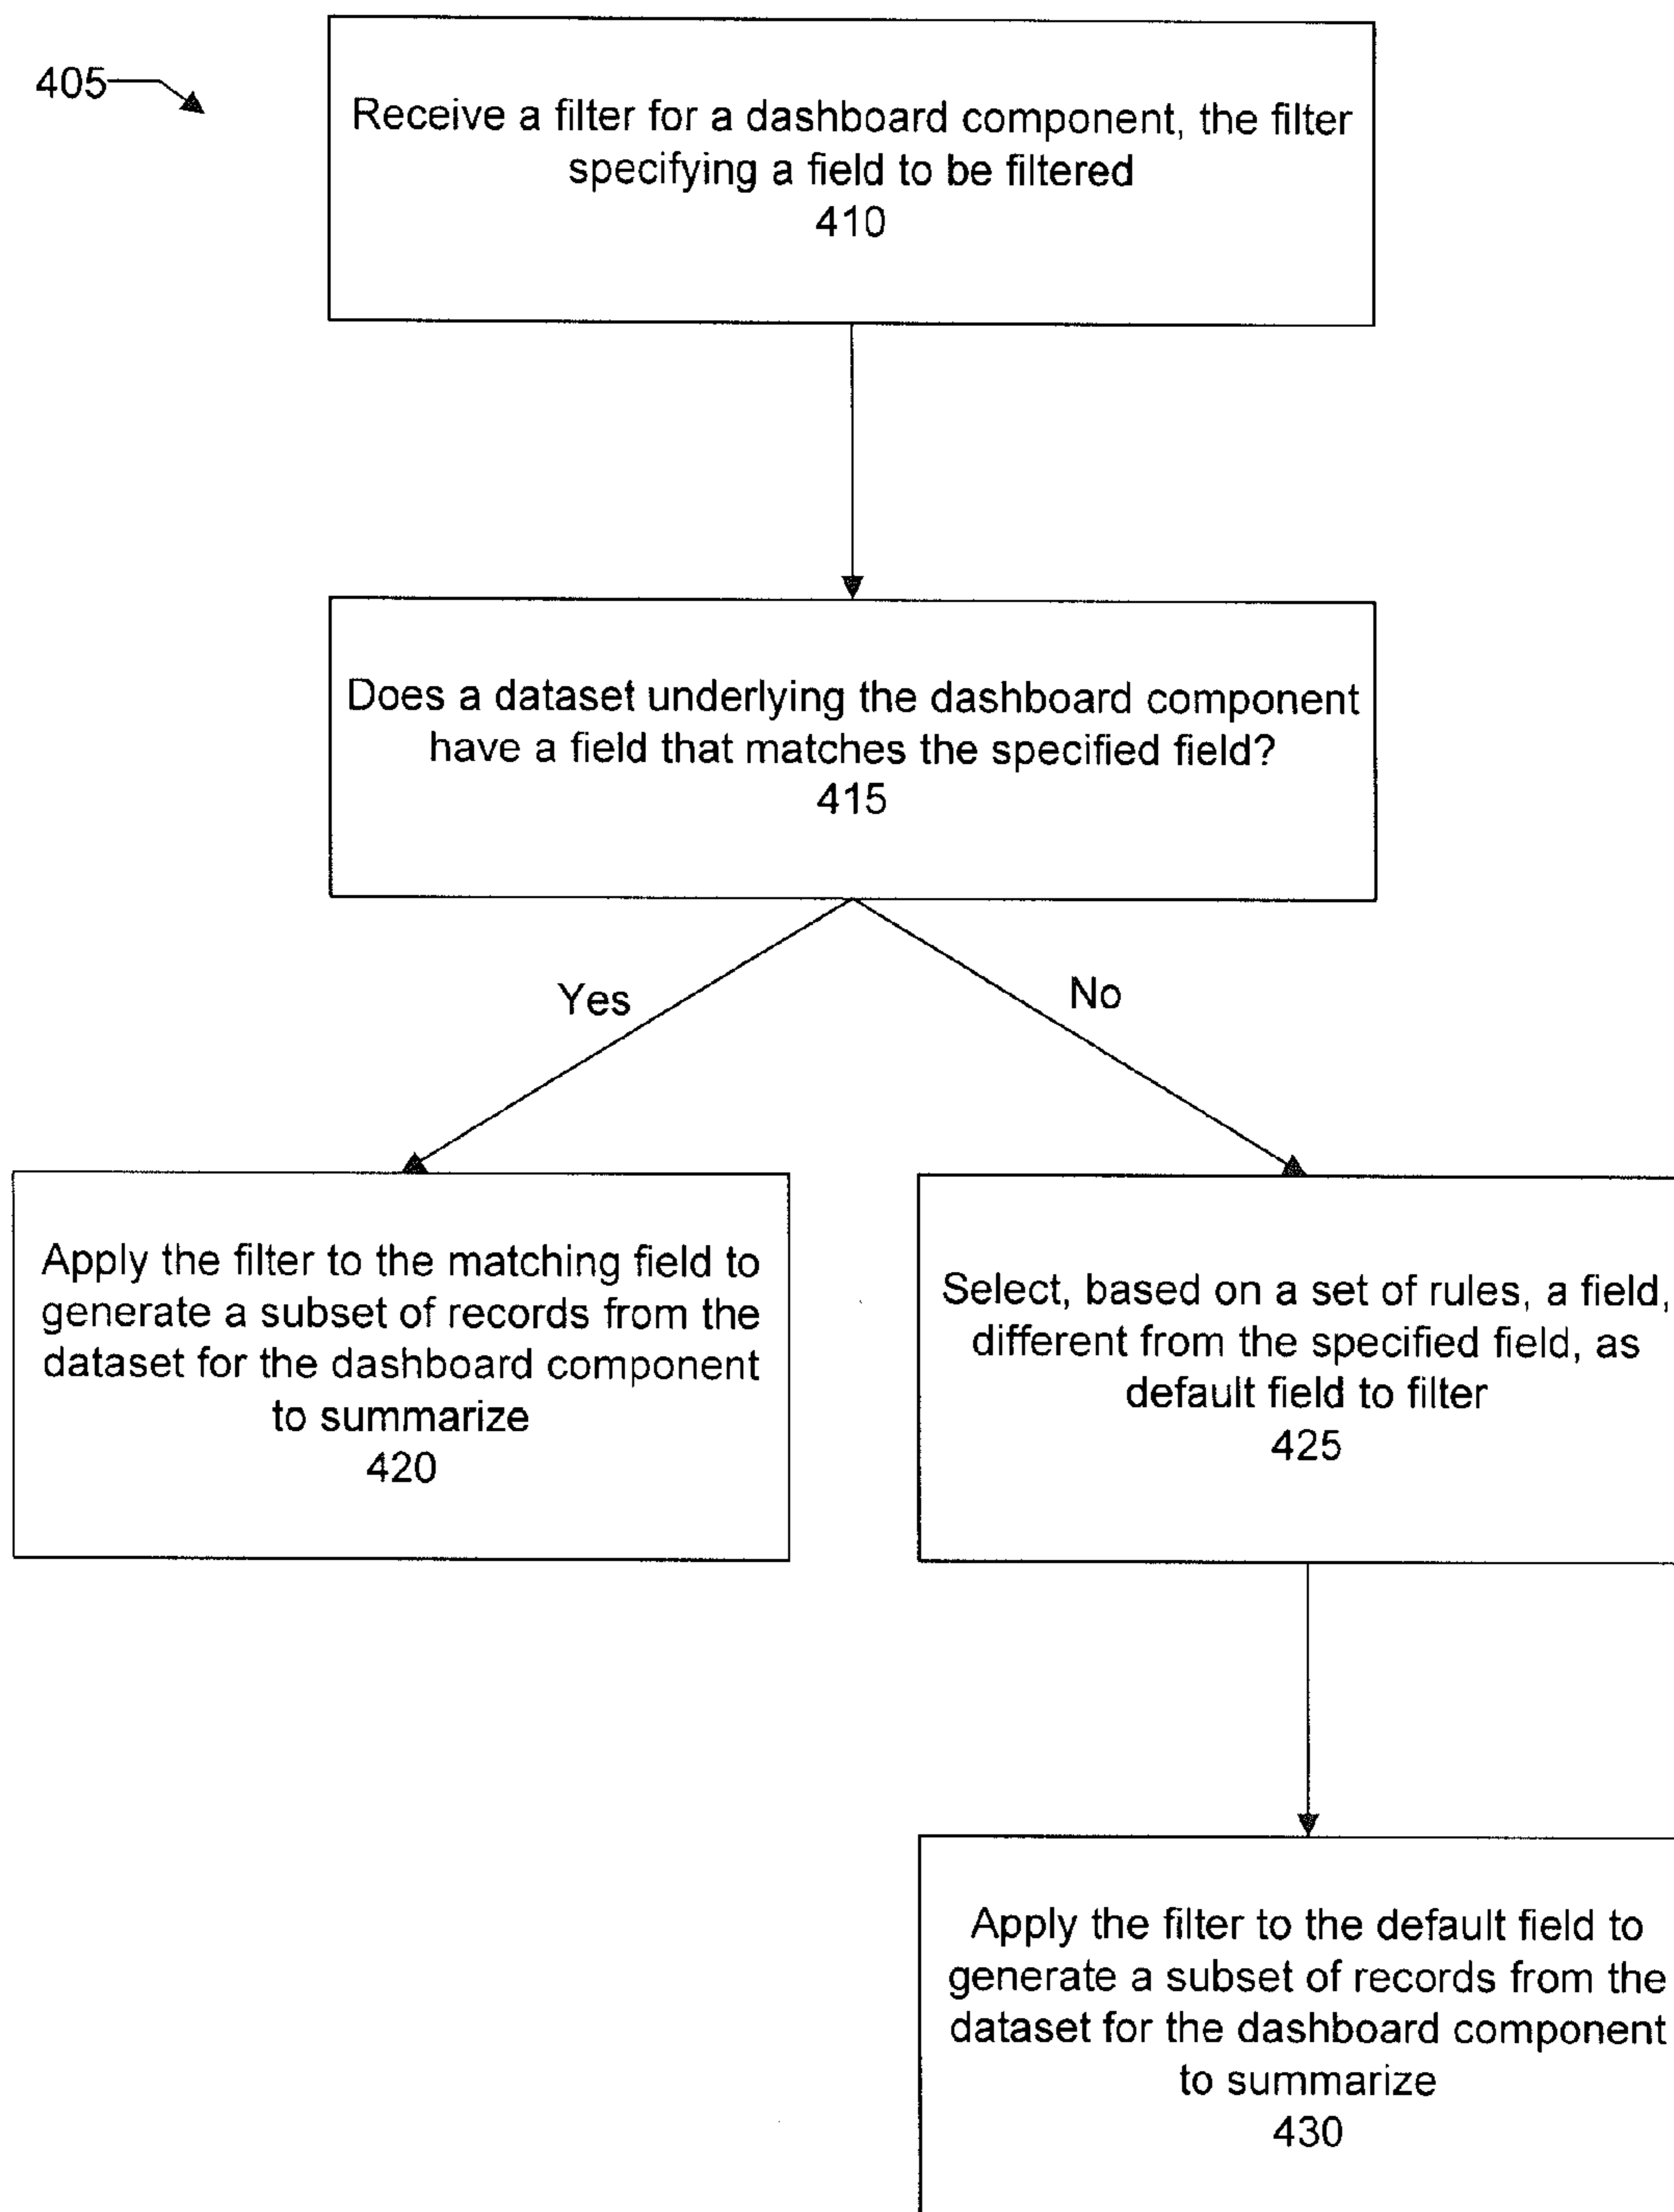 405
Receive a filter for a dashboard component, the filter
specifying a field to be filtered
410
Does a dataset underlying the dashboard component
have a field that matches the specified field?
415
Yes
No
Apply the filter to the matching field to
generate a subset of records from the
dataset for the dashboard component
to summarize
420
Select, based on a set of rules, a field,
different from the specified field, as
default field to filter
425
Apply the filter to the default field to
generate a subset of records from the
dataset for the dashboard component
to summarize
430